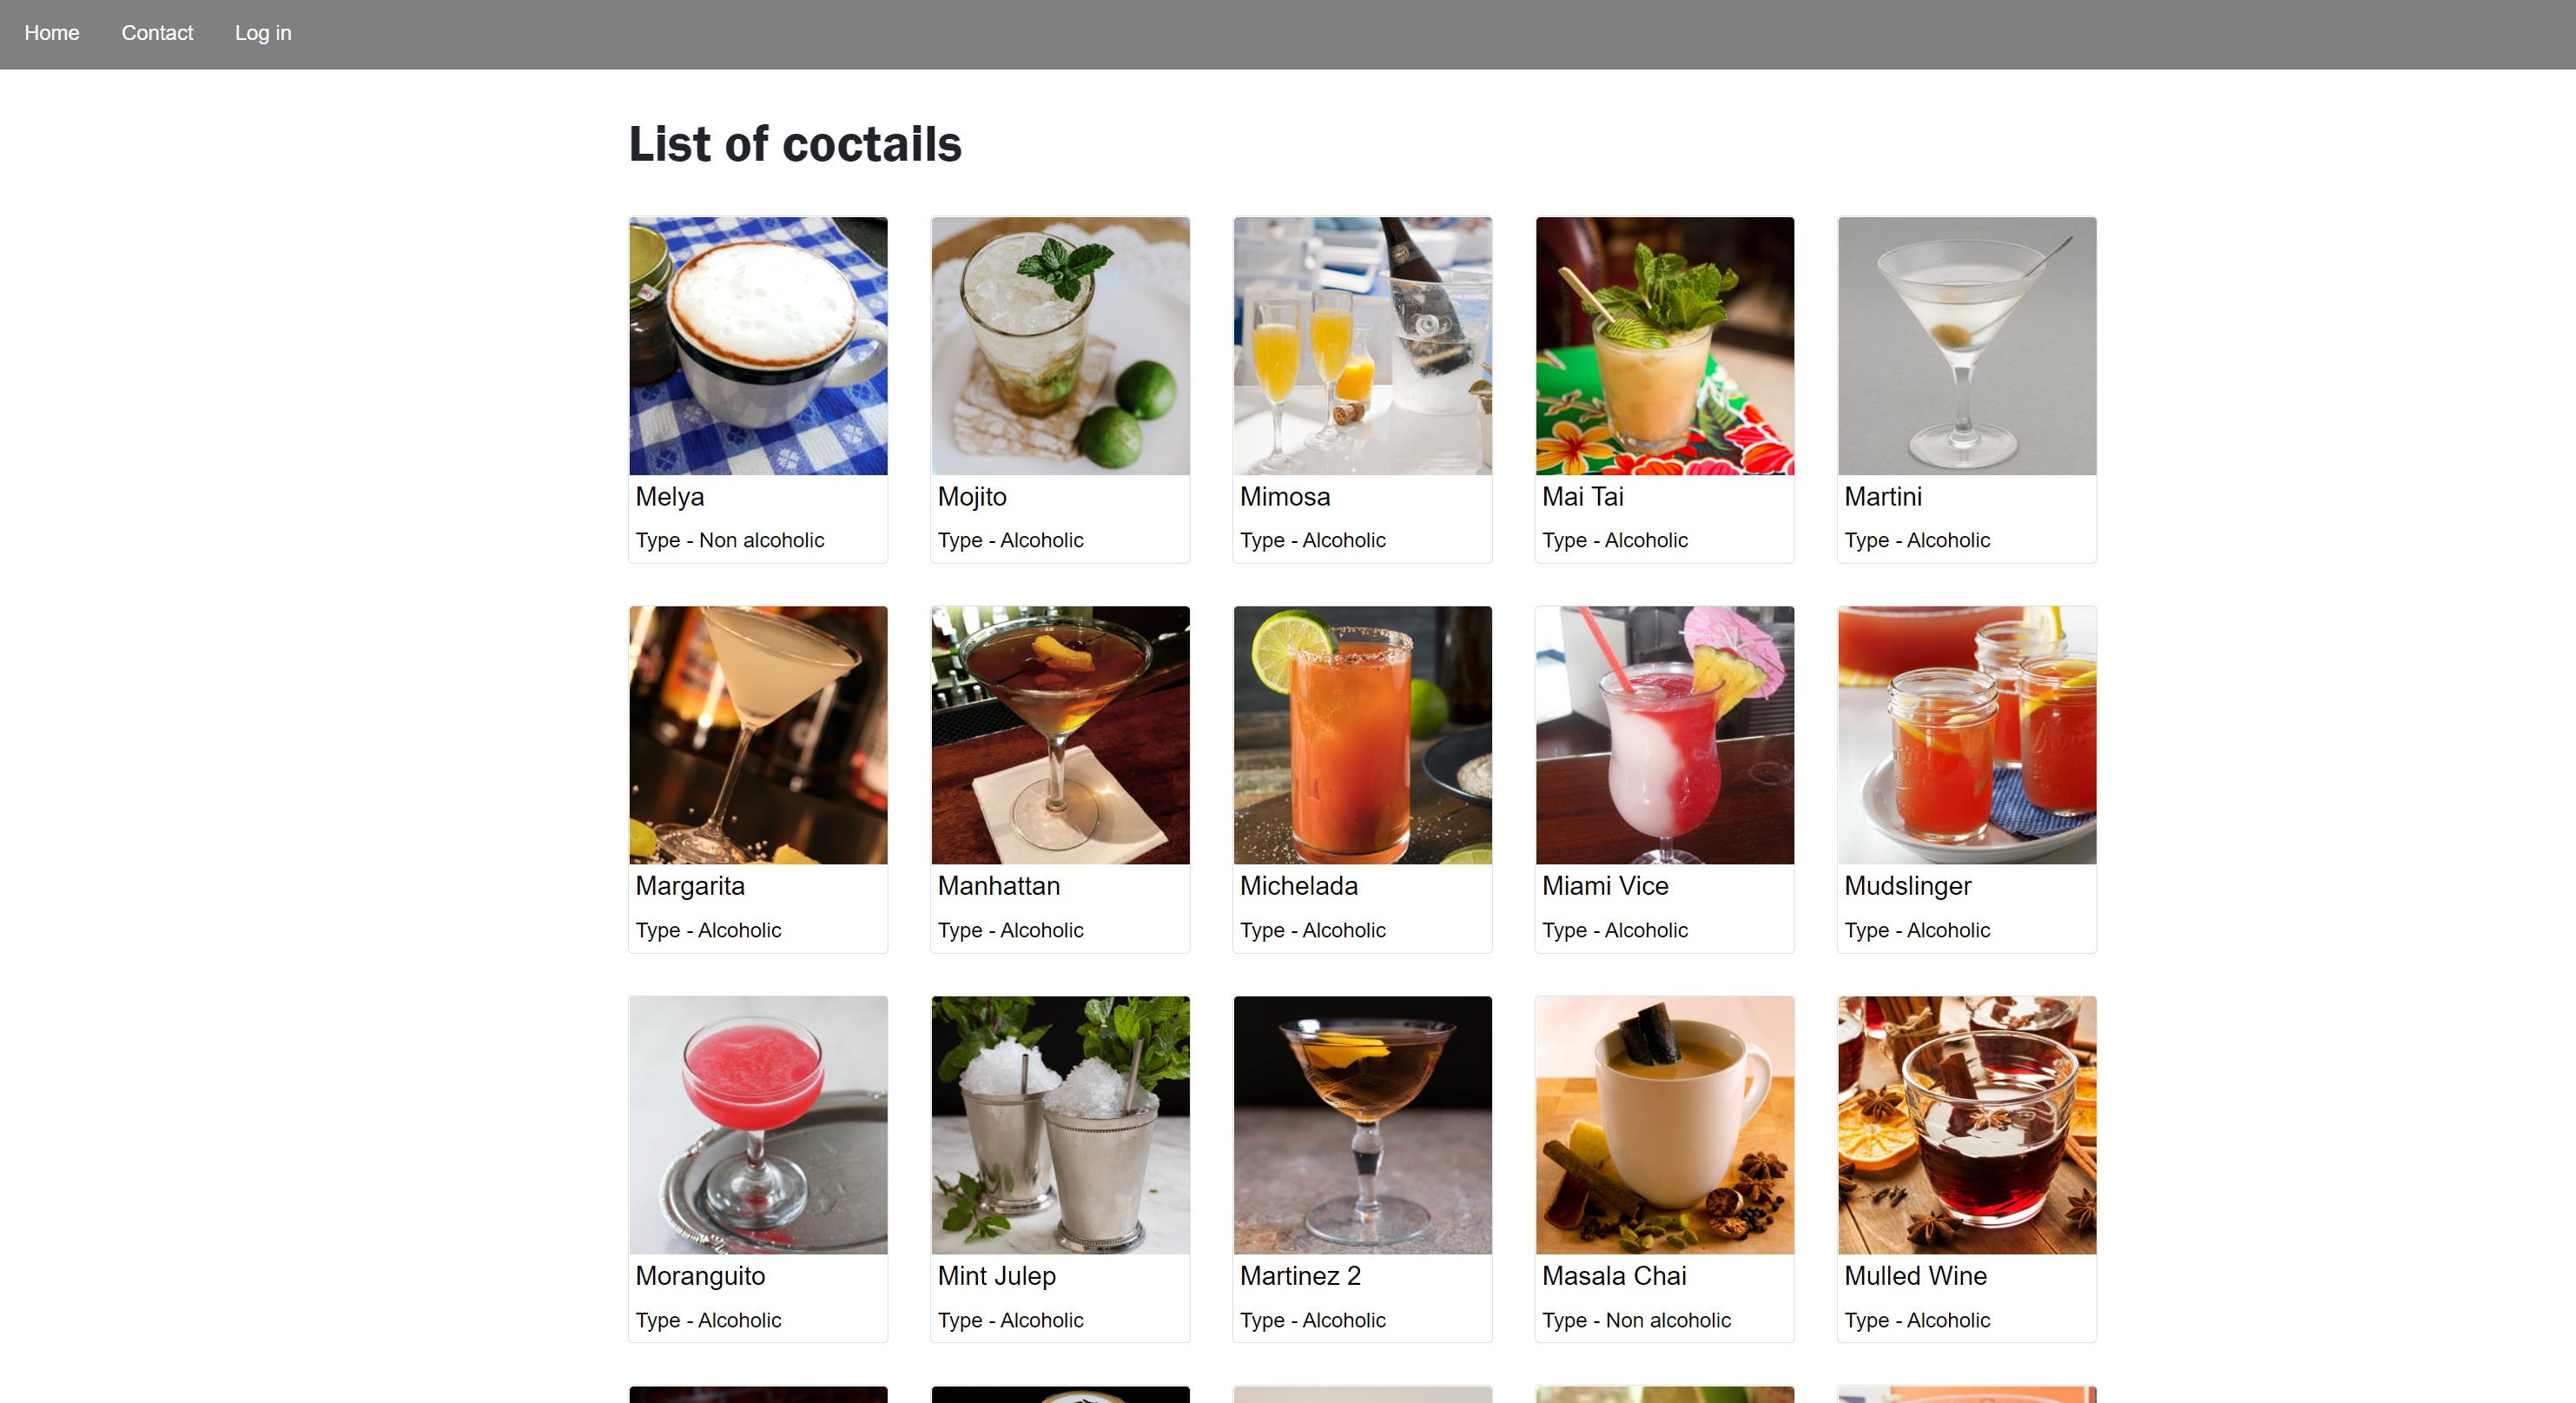 Home Contact Log in
List of coctails
Melya
Type - Non alcoholic
Mojito
Type - Alcoholic
Mimosa
Type - Alcoholic
Mai Tai
Type - Alcoholic
Martini
Type - Alcoholic
Margarita
Type - Alcoholic
Manhattan
Type - Alcoholic
Michelada
Type - Alcoholic
Miami Vice
Type - Alcoholic
Mudslinger
Type - Alcoholic
Moranguito
Type - Alcoholic
Mint Julep
Type - Alcoholic
Martinez 2
Type - Alcoholic
Masala Chai
Type - Non alcoholic
Mulled Wine
Type - Alcoholic